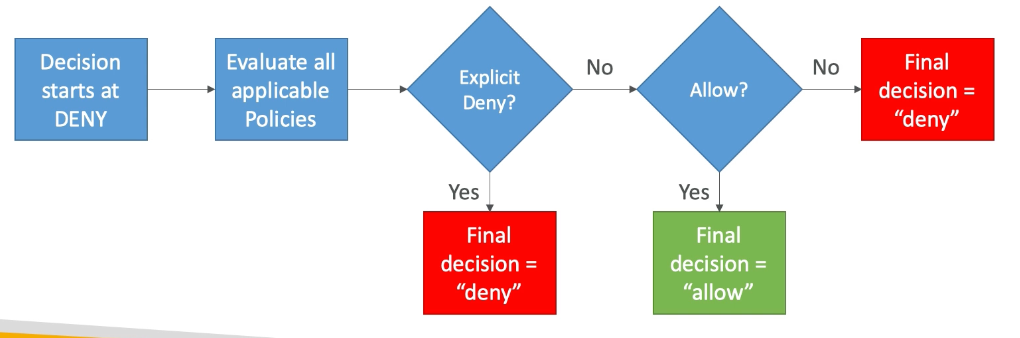 Decision
starts at
DENY
Evaluate all
applicable
Policies
Explicit
Deny?
No
Allow?
No
Final
decision =
“deny”
Yes
Final
decision =
“deny”
Yes
Final
decision =
“allow”